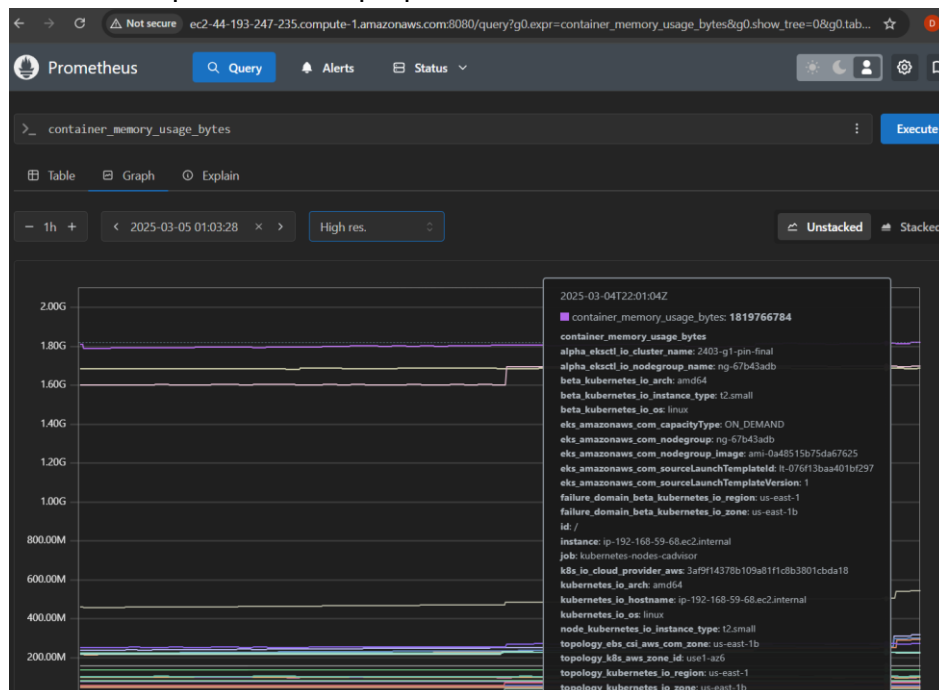 Not secure ec2-44-193-247-235.compute-1.amazonaws.com:8080/query?g0.expr=container_memory_usage_bytes&g0.show_tree=0&g0.tab...
D
Prometheus Query Alerts Status
>_ container_memory_usage_bytes
Execute
Table Graph Explain
− 1h + < 2025-03-05 01:03:28 × > High res. Unstacked Stacked
2.00G
1.80G
1.60G
1.40G
1.20G
1.00G
800.00M
600.00M
400.00M
200.00M
2025-03-04T22:01:04Z
container_memory_usage_bytes: 1819766784
container_memory_usage_bytes
alpha_eksctl_io_cluster_name: 2403-g1-pin-final
alpha_eksctl_io_nodegroup_name: ng-67b43adb
beta_kubernetes_io_arch: amd64
beta_kubernetes_io_instance_type: t2.small
beta_kubernetes_io_os: linux
eks_amazonaws_com_capacityType: ON_DEMAND
eks_amazonaws_com_nodegroup: ng-67b43adb
eks_amazonaws_com_nodegroup_image: ami-0a48515b75da67625
eks_amazonaws_com_sourceLaunchTemplateId: lt-076f13baa401bf297
eks_amazonaws_com_sourceLaunchTemplateVersion: 1
failure_domain_beta_kubernetes_io_region: us-east-1
failure_domain_beta_kubernetes_io_zone: us-east-1b
id: /
instance: ip-192-168-59-68.ec2.internal
job: kubernetes-nodes-cadvisor
k8s_io_cloud_provider_aws: 3af9f14378b109a81f1c8b3801cbda18
kubernetes_io_arch: amd64
kubernetes_io_hostname: ip-192-168-59-68.ec2.internal
kubernetes_io_os: linux
node_kubernetes_io_instance_type: t2.small
topology_ebs_csi_aws_com_zone: us-east-1b
topology_k8s_aws_zone_id: use1-az6
topology_kubernetes_io_region: us-east-1
topology_kubernetes_io_zone: us-east-1b